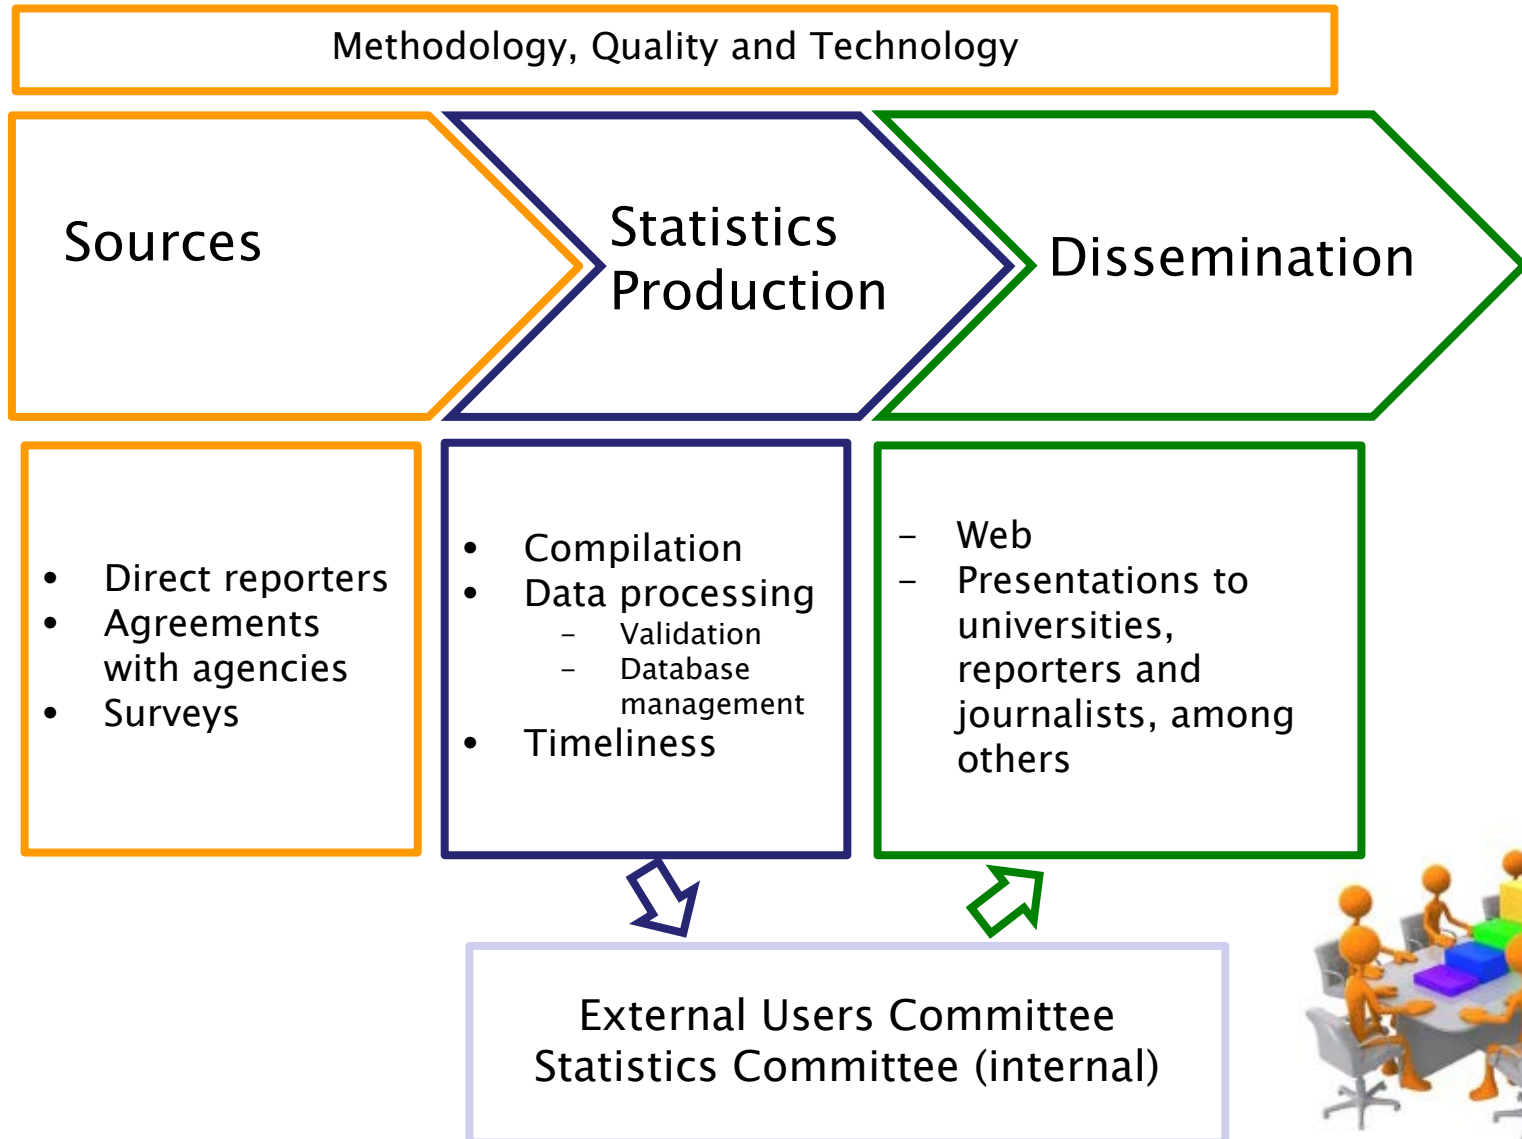 Methodology, Quality and Technology
Sources
Statistics
Production
Dissemination
• Direct reporters
• Agreements
with agencies
• Surveys
• Compilation
• Data processing
– Validation
– Database
management
• Timeliness
– Web
– Presentations to
universities,
reporters and
journalists, among
others
External Users Committee
Statistics Committee (internal)